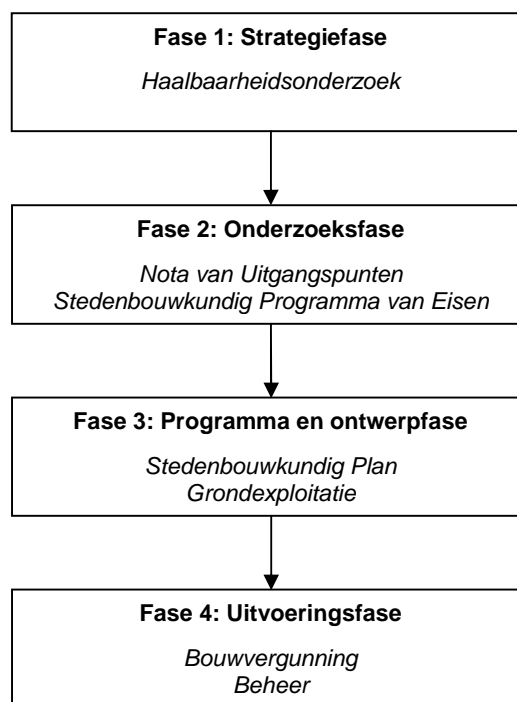 Fase 1: Strategiefase
Haalbaarheidsonderzoek
Fase 2: Onderzoeksfase
Nota van Uitgangspunten
Stedenbouwkundig Programma van Eisen
Fase 3: Programma en ontwerpfase
Stedenbouwkundig Plan
Grondexploitatie
Fase 4: Uitvoeringsfase
Bouwvergunning
Beheer